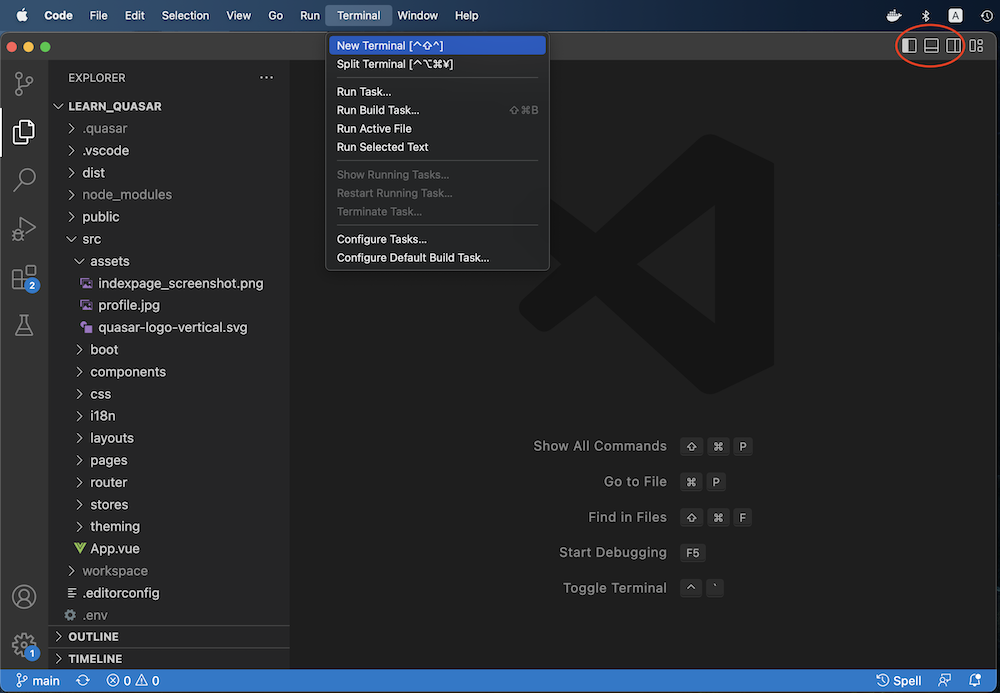 Code File Edit Selection View Go Run Terminal Window Help A
New Terminal [^⇧^]
Split Terminal [^⌥⌘¥]
Run Task...
Run Build Task... ⇧⌘B
Run Active File
Run Selected Text
Show Running Tasks...
Restart Running Task...
Terminate Task...
Configure Tasks...
Configure Default Build Task...
EXPLORER ...
LEARN_QUASAR
.quasar
.vscode
dist
node_modules
public
src
assets
indexpage_screenshot.png
profile.jpg
quasar-logo-vertical.svg
boot
components
css
i18n
layouts
pages
router
stores
theming
App.vue
workspace
.editorconfig
.env
OUTLINE
TIMELINE
2
1
Show All Commands ⇧ ⌘ P
Go to File ⌘ P
Find in Files ⇧ ⌘ F
Start Debugging F5
Toggle Terminal ^ `
main 0 0 Spell